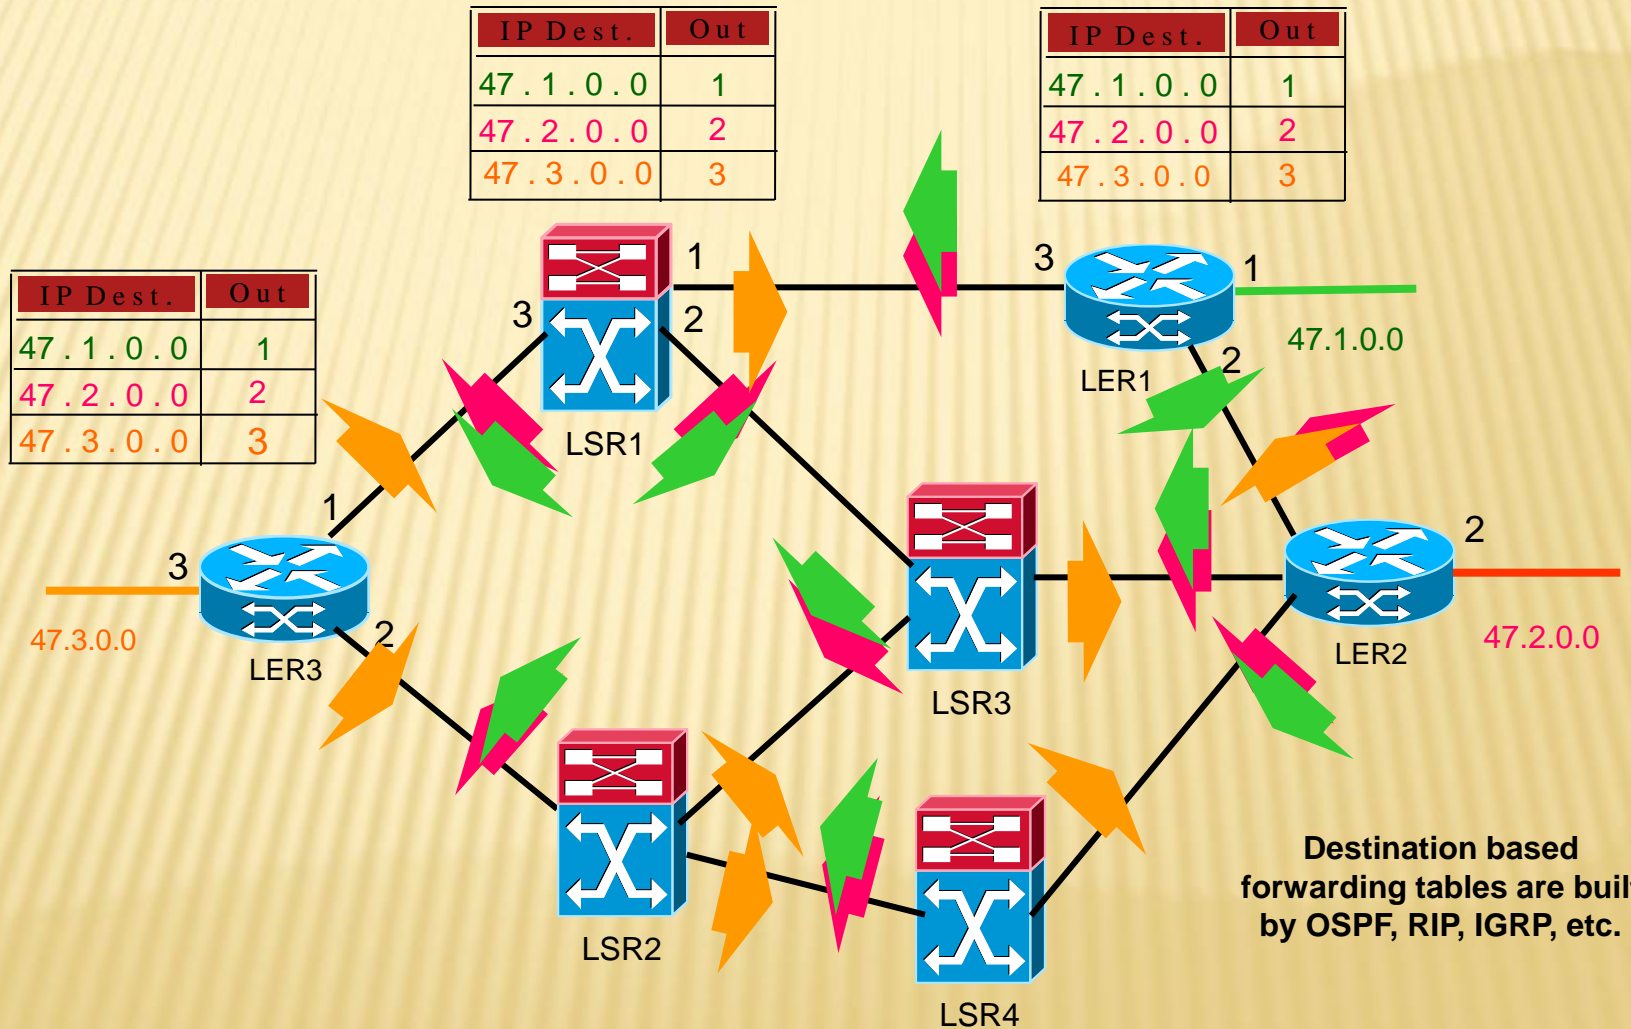 IP Dest. Out
47.1.0.0 1
47.2.0.0 2
47.3.0.0 3
IP Dest. Out
47.1.0.0 1
47.2.0.0 2
47.3.0.0 3
IP Dest. Out
47.1.0.0 1
47.2.0.0 2
47.3.0.0 3
1
2
3
LSR1
3
1
2
LER1
47.1.0.0
1
3
2
LER3
47.3.0.0
LSR3
2
LER2
47.2.0.0
LSR2
LSR4
Destination based
forwarding tables are buil
by OSPF, RIP, IGRP, etc.